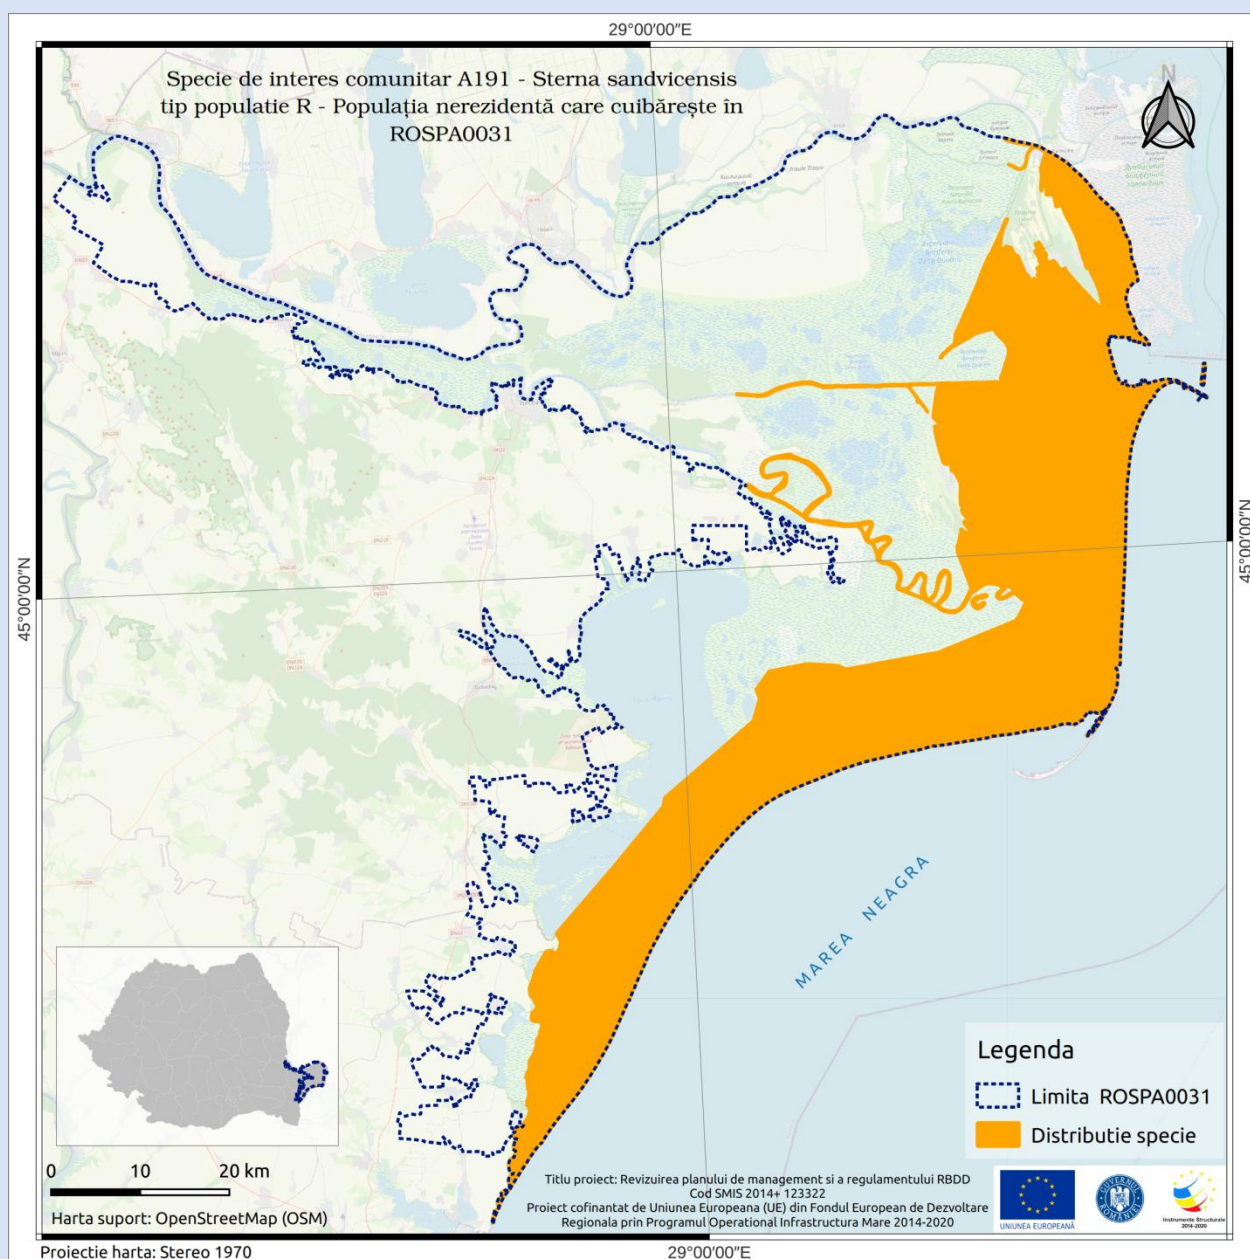 29°00′00″E
Specie de interes comunitar A191 - Sterna sandvicensis
tip populatie R - Populația nerezidentă care cuibărește în
ROSPA0031
N
45°00′00″N
45°00′00″N
MAREA NEAGRA
Legenda
Limita ROSPA0031
Distributie specie
0 10 20 km
Harta suport: OpenStreetMap (OSM)
Titlu proiect: Revizuirea planului de management si a regulamentului RBDD
Cod SMIS 2014+ 123322
Proiect cofinantat de Uniunea Europeana (UE) din Fondul European de Dezvoltare
Regionala prin Programul Operational Infrastructura Mare 2014-2020
UNIUNEA EUROPEANĂ
GUVERNUL ROMÂNIEI
Instrumente Structurale
2014-2020
Proiectie harta: Stereo 1970
29°00′00″E